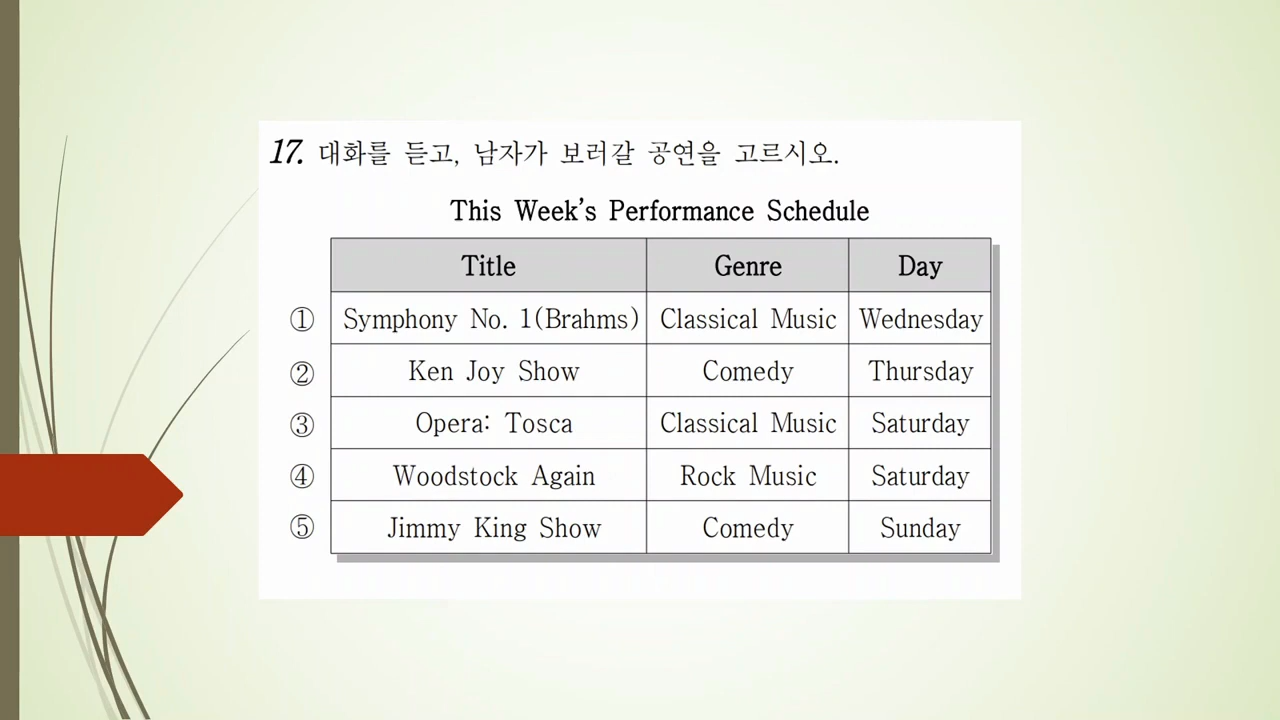 17. 대화를 듣고, 남자가 보러갈 공연을 고르시오.
This Week's Performance Schedule
Title Genre Day
① Symphony No. 1(Brahms) Classical Music Wednesday
② Ken Joy Show Comedy Thursday
③ Opera: Tosca Classical Music Saturday
④ Woodstock Again Rock Music Saturday
⑤ Jimmy King Show Comedy Sunday